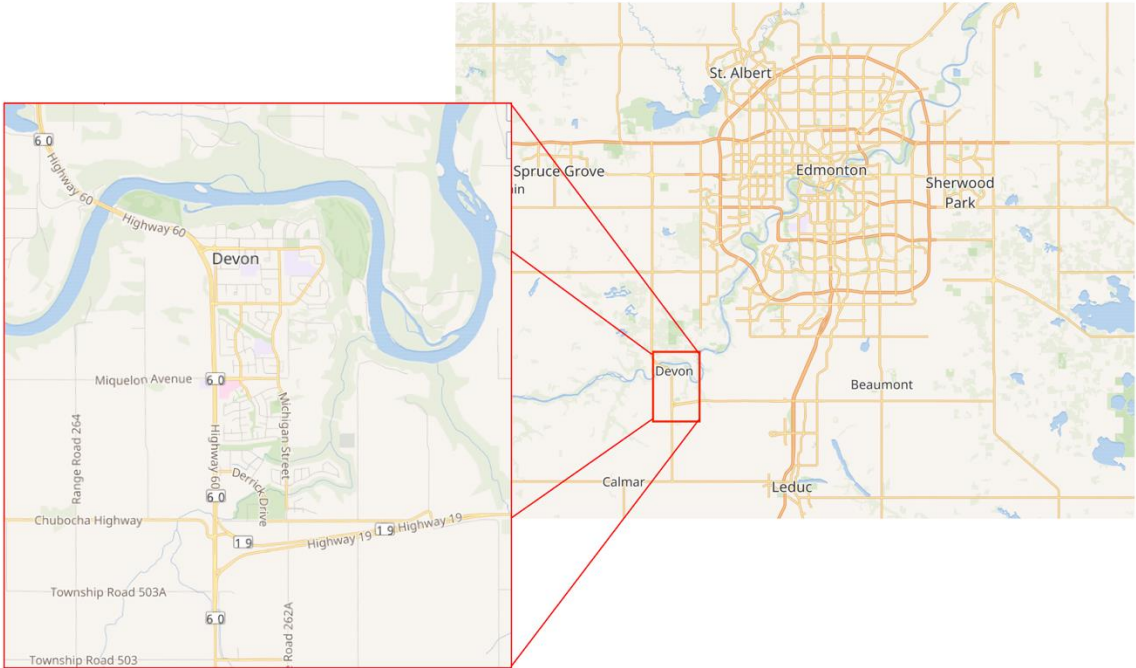 St. Albert
Spruce Grove
ain
Edmonton
Sherwood
Park
Devon
Beaumont
Calmar
Leduc
60
Highway 60
Highway 60
Devon
Miquelon Avenue
60
Michigan Street
Range Road 264
Highway 60
60
Derrick Drive
Chubocha Highway
19
Highway 19
19
Highway 19
Township Road 503A
60
Road 262A
Township Road 503